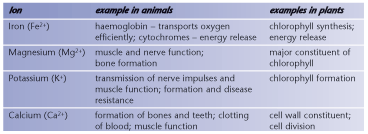 Ion example in animals examples in plants
Iron (Fe²⁺) haemoglobin – transports oxygen chlorophyll synthesis;
efficiently; cytochromes – energy release energy release
Magnesium (Mg²⁺) muscle and nerve function; major constituent of
bone formation chlorophyll
Potassium (K⁺) transmission of nerve impulses and chlorophyll formation
muscle function; formation and disease
resistance
Calcium (Ca²⁺) formation of bones and teeth; clotting cell wall constituent;
of blood; muscle function cell division